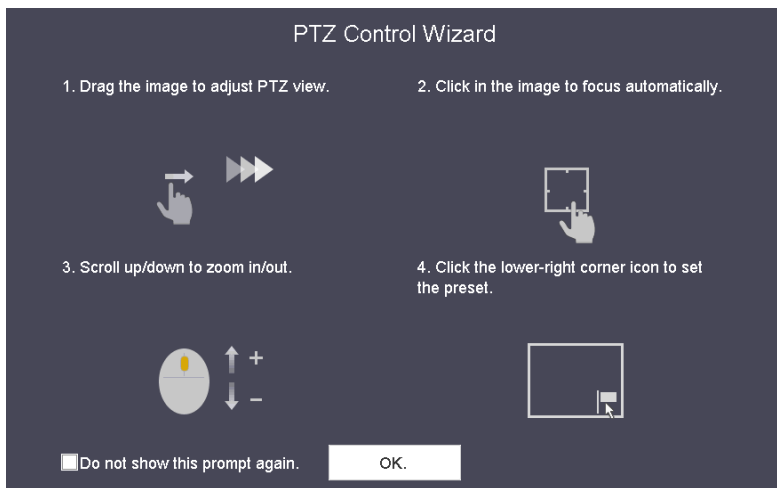 PTZ Control Wizard
1. Drag the image to adjust PTZ view.
2. Click in the image to focus automatically.
3. Scroll up/down to zoom in/out.
4. Click the lower-right corner icon to set
the preset.
+
−
Do not show this prompt again.
OK.